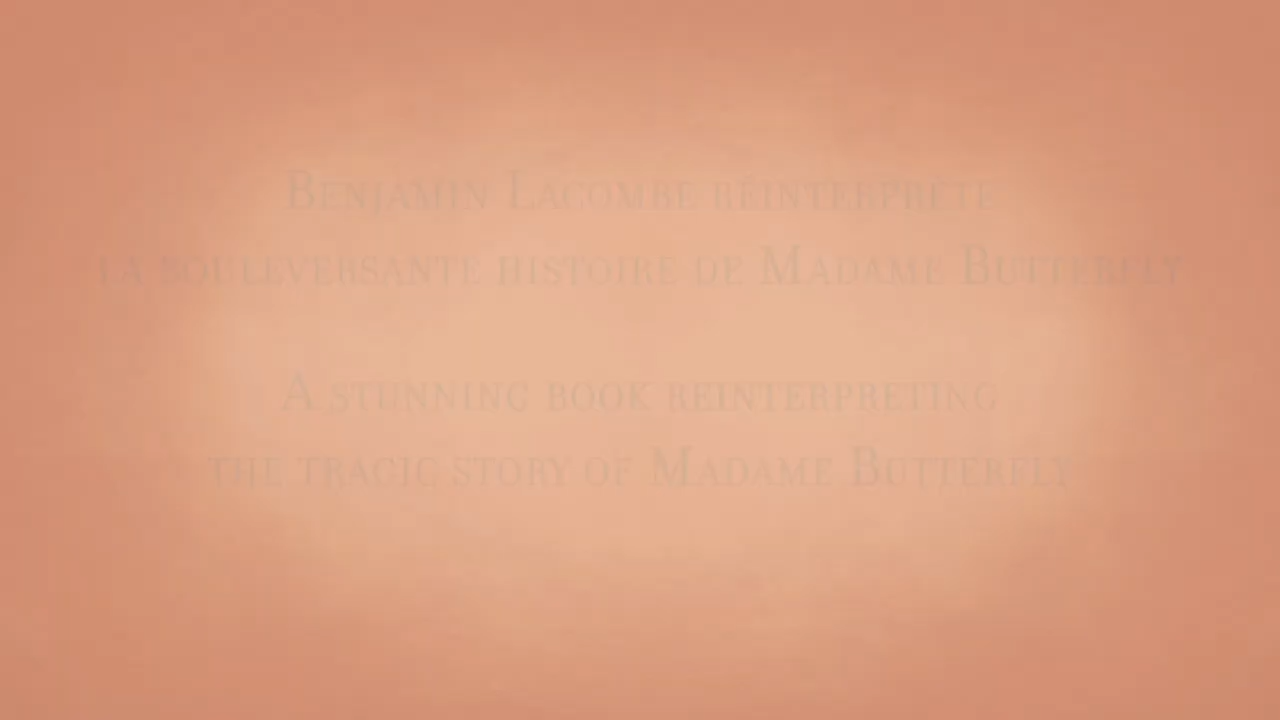 Benjamin Lacombe réinterprète
la bouleversante histoire de Madame Butterfly
A stunning book reinterpreting
the tragic story of Madame Butterfly